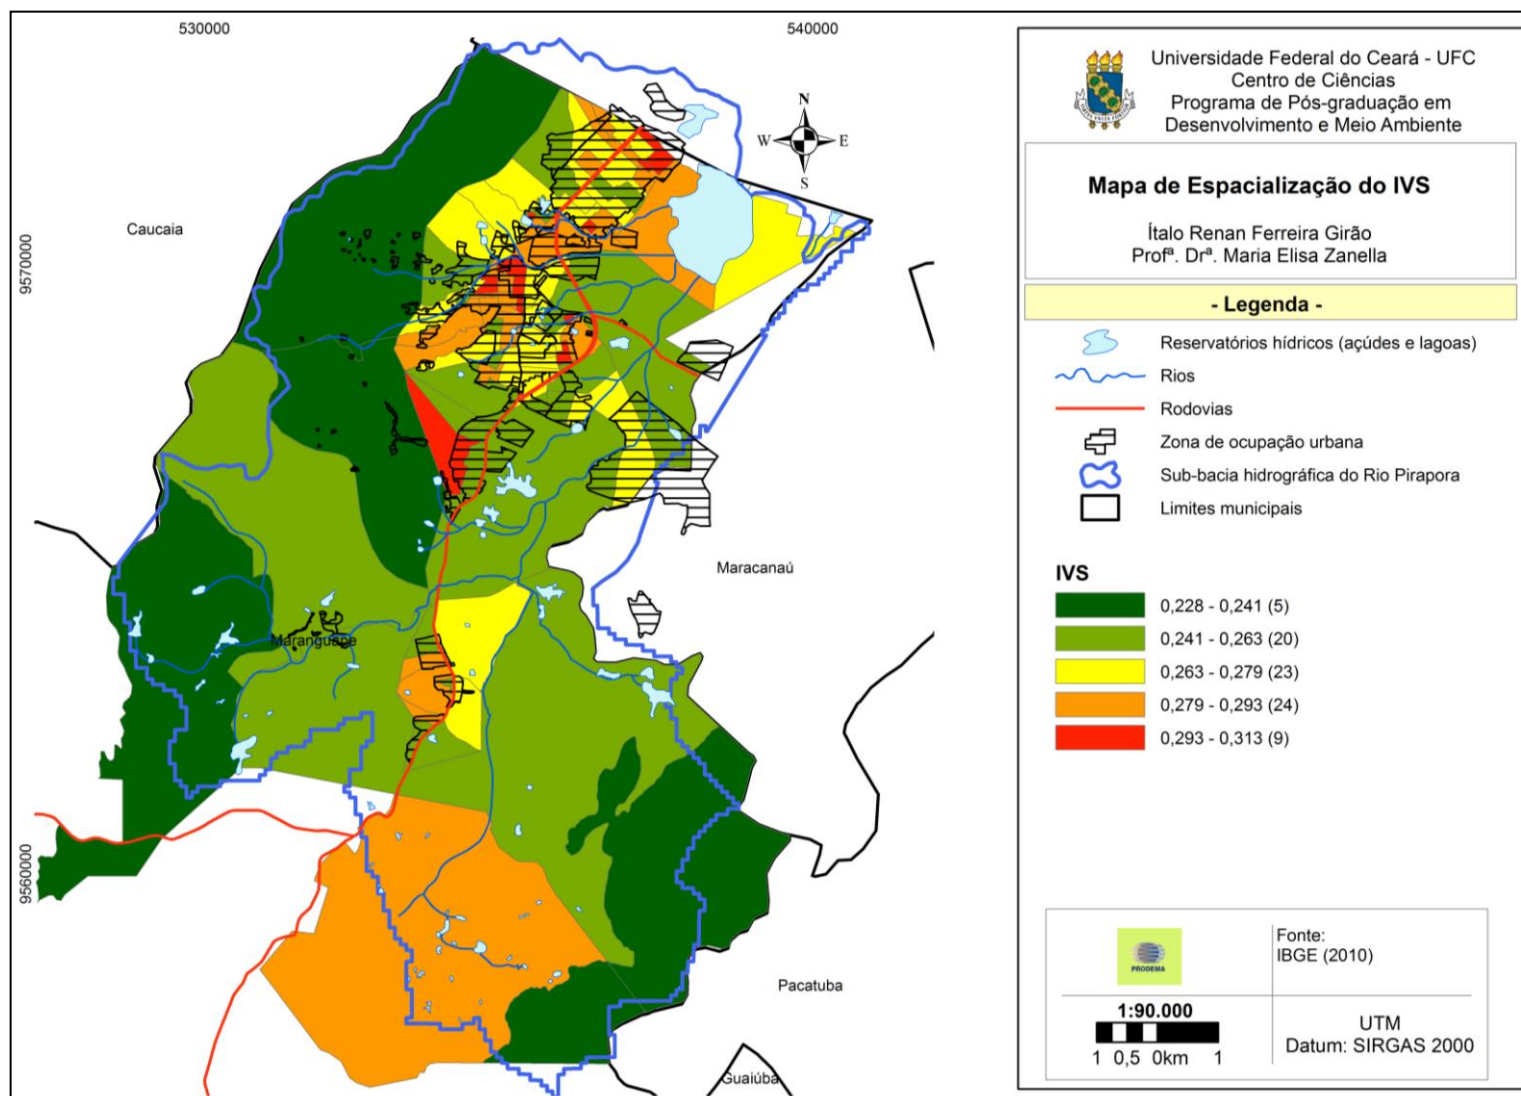 530000
540000
9570000
9560000
N
W
E
S
Caucaia
Maracanaú
Maranguape
Pacatuba
Guaiúba
Universidade Federal do Ceará - UFC
Centro de Ciências
Programa de Pós-graduação em
Desenvolvimento e Meio Ambiente
Mapa de Espacialização do IVS
Ítalo Renan Ferreira Girão
Profª. Drª. Maria Elisa Zanella
- Legenda -
Reservatórios hídricos (açúdes e lagoas)
Rios
Rodovias
Zona de ocupação urbana
Sub-bacia hidrográfica do Rio Pirapora
Limites municipais
IVS
0,228 - 0,241 (5)
0,241 - 0,263 (20)
0,263 - 0,279 (23)
0,279 - 0,293 (24)
0,293 - 0,313 (9)
PRODEMA
Fonte:
IBGE (2010)
1:90.000
1 0,5 0km 1
UTM
Datum: SIRGAS 2000